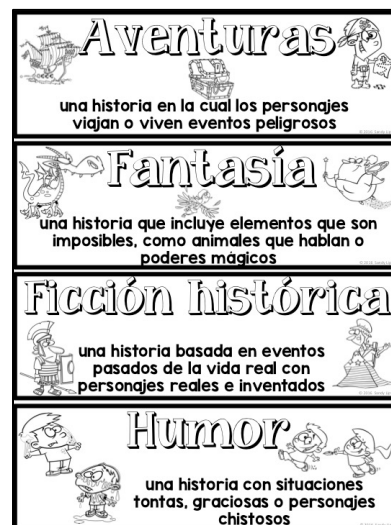 Aventuras
una historia en la cual los personajes
viajan o viven eventos peligrosos
Fantasía
una historia que incluye elementos que son
imposibles, como animales que hablan o
poderes mágicos
Ficción histórica
una historia basada en eventos
pasados de la vida real con
personajes reales e inventados
Humor
una historia con situaciones
tontas, graciosas o personajes
chistosos